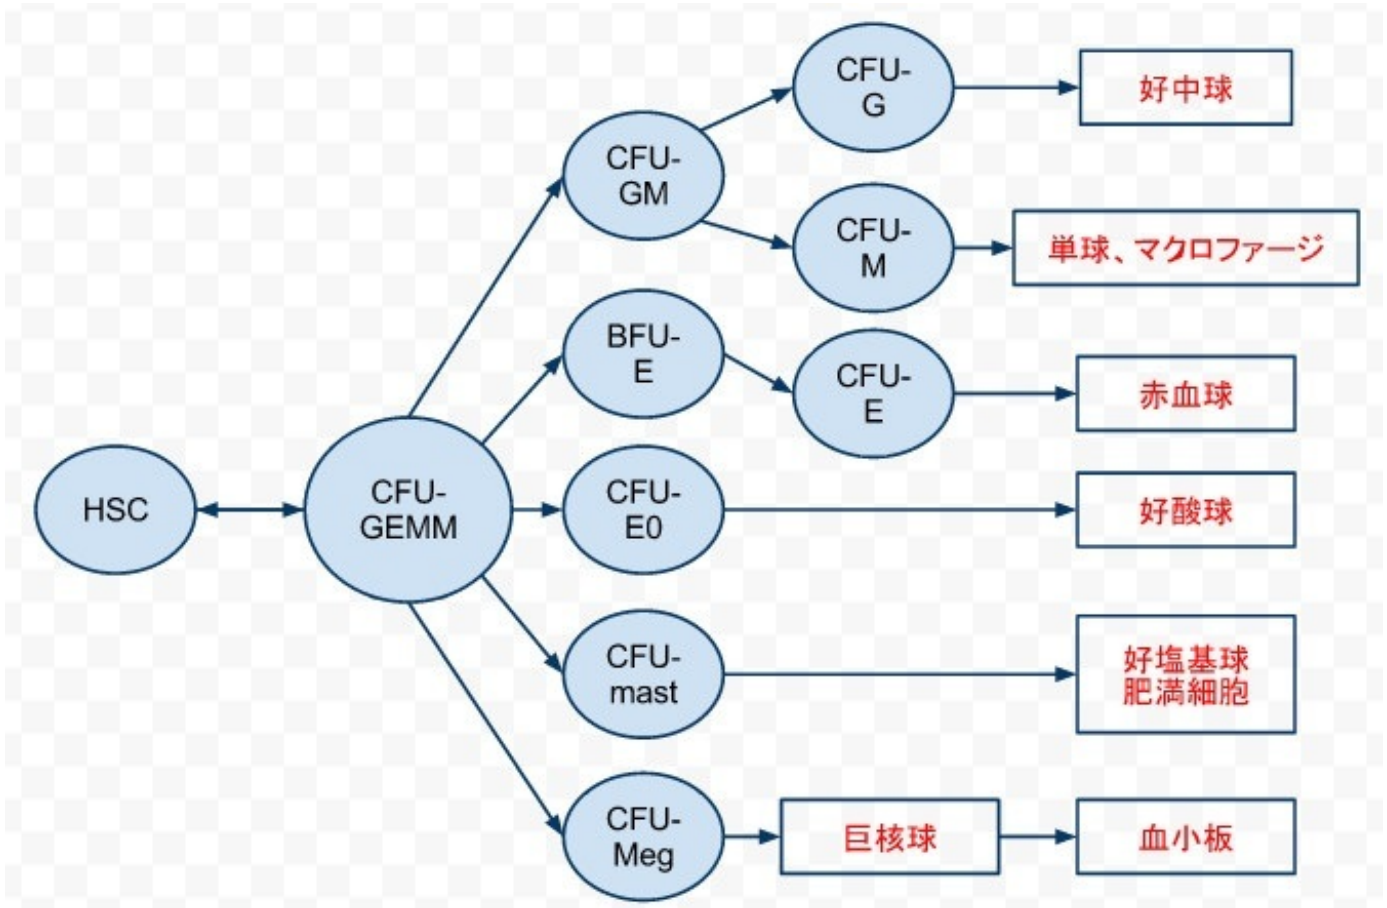 HSC
CFU-
GEMM
CFU-
GM
CFU-
G
好中球
CFU-
M
単球、マクロファージ
BFU-
E
CFU-
E
赤血球
CFU-
E0
好酸球
CFU-
mast
好塩基球
肥満細胞
CFU-
Meg
巨核球
血小板